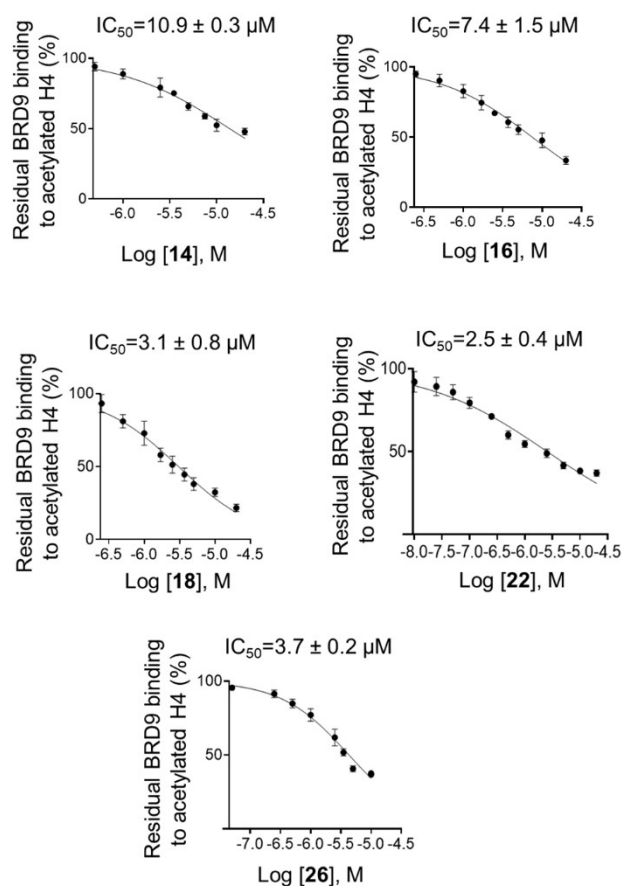 IC50=10.9 ± 0.3 µM
Residual BRD9 binding
to acetylated H4 (%)
100
50
0
-6.0 -5.5 -5.0 -4.5
Log [14], M
IC50=7.4 ± 1.5 µM
Residual BRD9 binding
to acetylated H4 (%)
100
50
0
-6.5 -6.0 -5.5 -5.0 -4.5
Log [16], M
IC50=3.1 ± 0.8 µM
Residual BRD9 binding
to acetylated H4 (%)
100
50
0
-6.5 -6.0 -5.5 -5.0 -4.5
Log [18], M
IC50=2.5 ± 0.4 µM
Residual BRD9 binding
to acetylated H4 (%)
100
50
0
-8.0 -7.5 -7.0 -6.5 -6.0 -5.5 -5.0 -4.5
Log [22], M
IC50=3.7 ± 0.2 µM
Residual BRD9 binding
to acetylated H4 (%)
100
50
0
-7.0 -6.5 -6.0 -5.5 -5.0 -4.5
Log [26], M